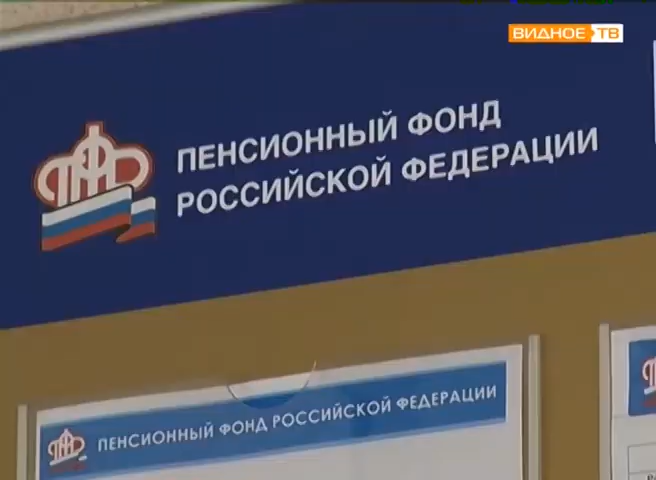 ВИДНОЕ ТВ
ПЕНСИОННЫЙ ФОНД
РОССИЙСКОЙ ФЕДЕРАЦИИ
ПЕНСИОННЫЙ ФОНД РОССИЙСКОЙ ФЕДЕРАЦИИ